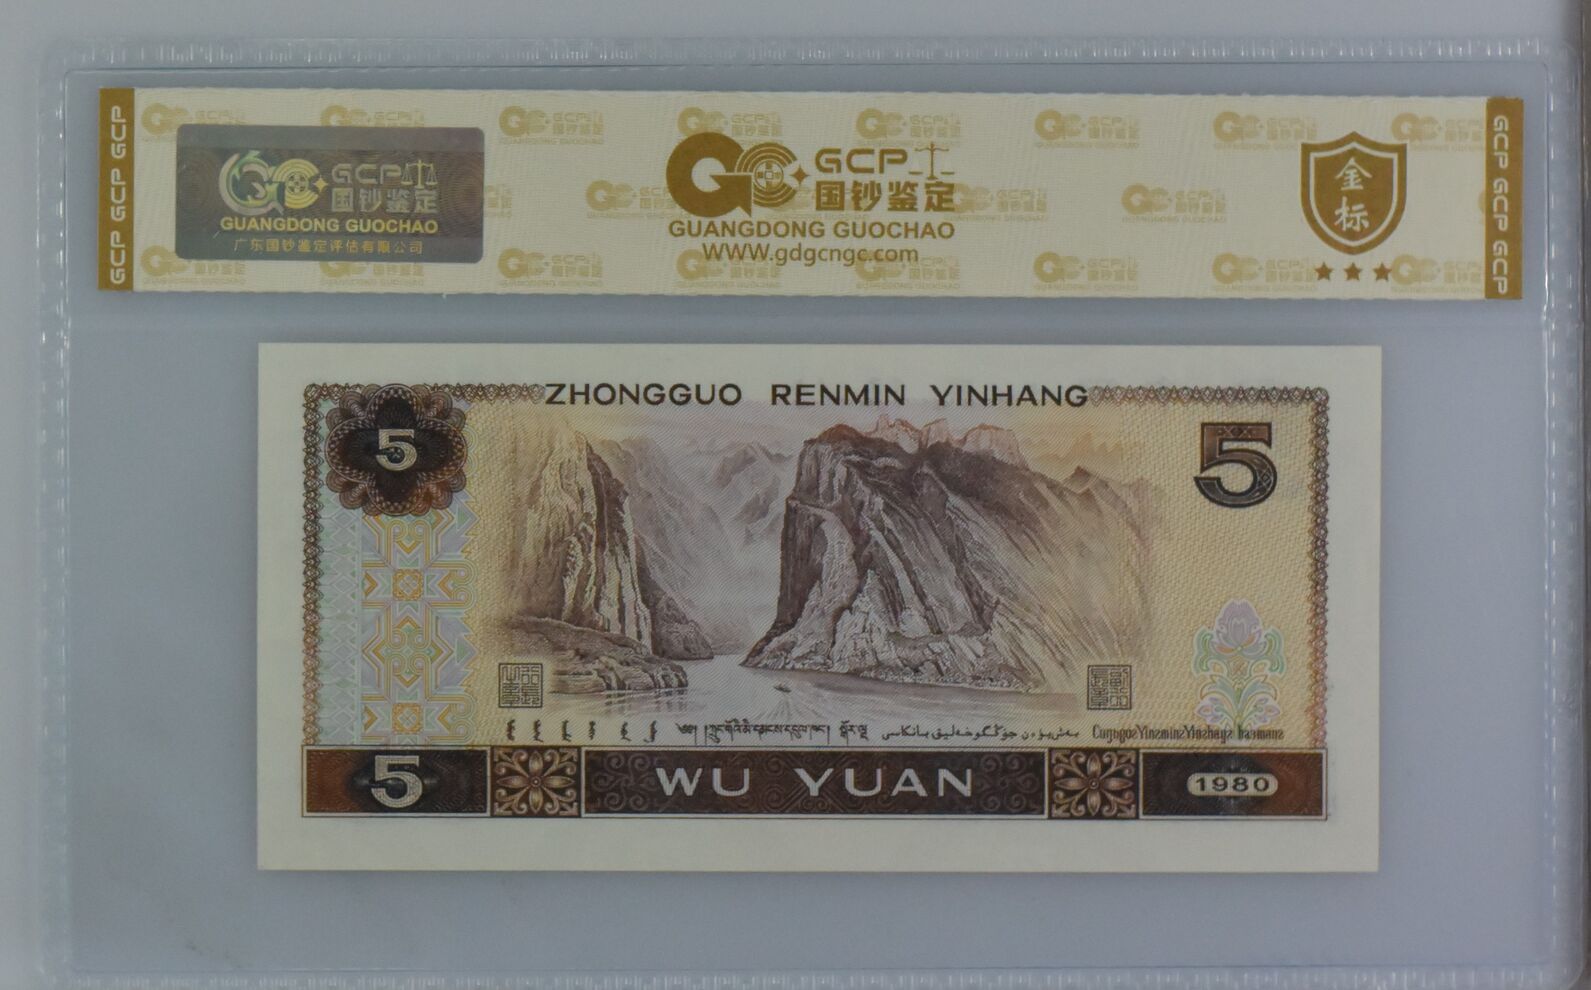 GCP GCP GCP
GCP
国钞鉴定
GUANGDONG GUOCHAO
广东国钞鉴定评估有限公司
GCP
国钞鉴定
GUANGDONG GUOCHAO
WWW.gdgcngc.com
金标
GCP GCP GCP
ZHONGGUO RENMIN YINHANG
5
5
5
WU YUAN
1980